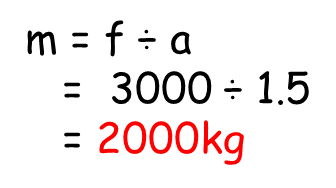 m = f ÷ a
= 3000 ÷ 1.5
= 2000kg